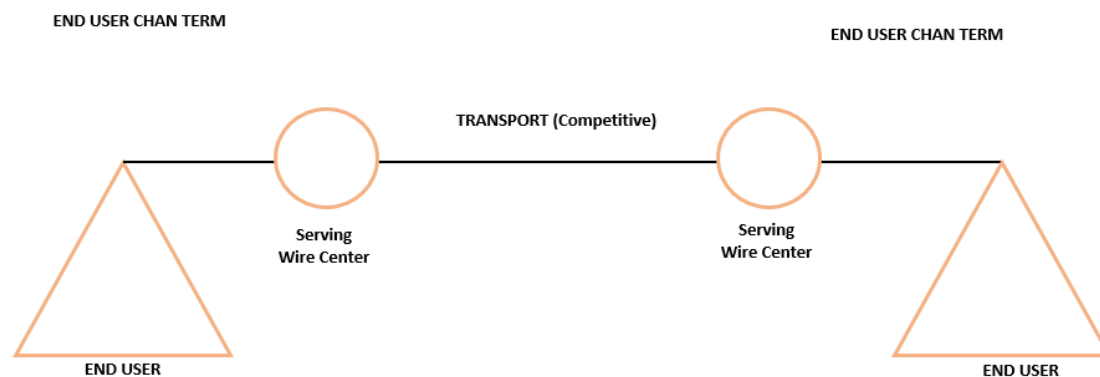 END USER CHAN TERM
END USER CHAN TERM
TRANSPORT (Competitive)
Serving
Wire Center
Serving
Wire Center
END USER
END USER